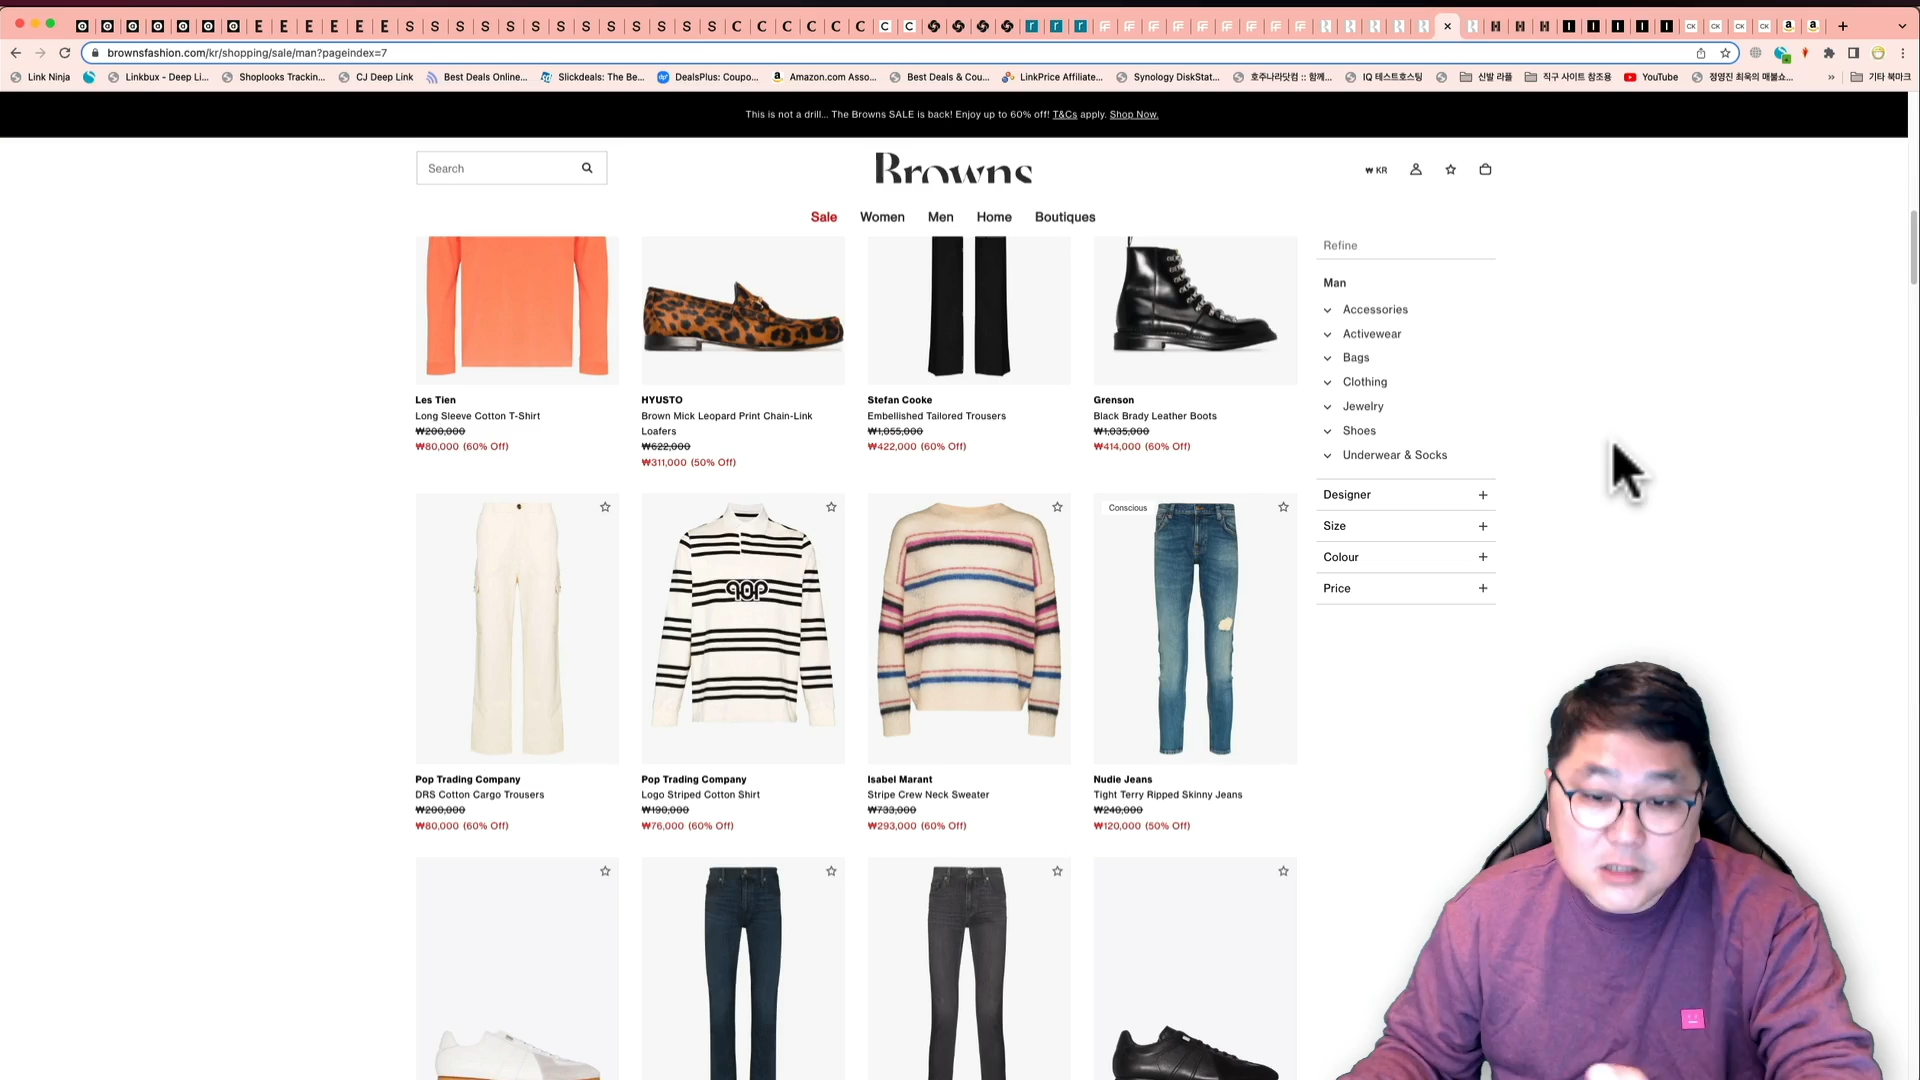 brownsfashion.com/kr/shopping/sale/man?pageindex=7
Link Ninja
Linkbux - Deep Li...
Shoplooks Trackin...
CJ Deep Link
Best Deals Online...
Slickdeals: The Be...
DealsPlus: Coupo...
Amazon.com Asso...
Best Deals & Cou...
LinkPrice Affiliate...
Synology DiskStat...
호주나라닷컴 :: 함께...
IQ 테스트호스팅
신발 라플
직구 사이트 참조용
YouTube
정영진 최욱의 매불쇼...
기타 북마크
This is not a drill... The Browns SALE is back! Enjoy up to 60% off! T&Cs apply. Shop Now.
Search
Browns
₩ KR
Sale Women Men Home Boutiques
Les Tien
Long Sleeve Cotton T-Shirt
₩200,000
₩80,000 (60% Off)
HYUSTO
Brown Mick Leopard Print Chain-Link
Loafers
₩622,000
₩311,000 (50% Off)
Stefan Cooke
Embellished Tailored Trousers
₩1,055,000
₩422,000 (60% Off)
Grenson
Black Brady Leather Boots
₩1,035,000
₩414,000 (60% Off)
Refine
Man
Accessories
Activewear
Bags
Clothing
Jewelry
Shoes
Underwear & Socks
Designer +
Size +
Colour +
Price +
POP
Conscious
Pop Trading Company
DRS Cotton Cargo Trousers
₩200,000
₩80,000 (60% Off)
Pop Trading Company
Logo Striped Cotton Shirt
₩190,000
₩76,000 (60% Off)
Isabel Marant
Stripe Crew Neck Sweater
₩733,000
₩293,000 (60% Off)
Nudie Jeans
Tight Terry Ripped Skinny Jeans
₩240,000
₩120,000 (50% Off)